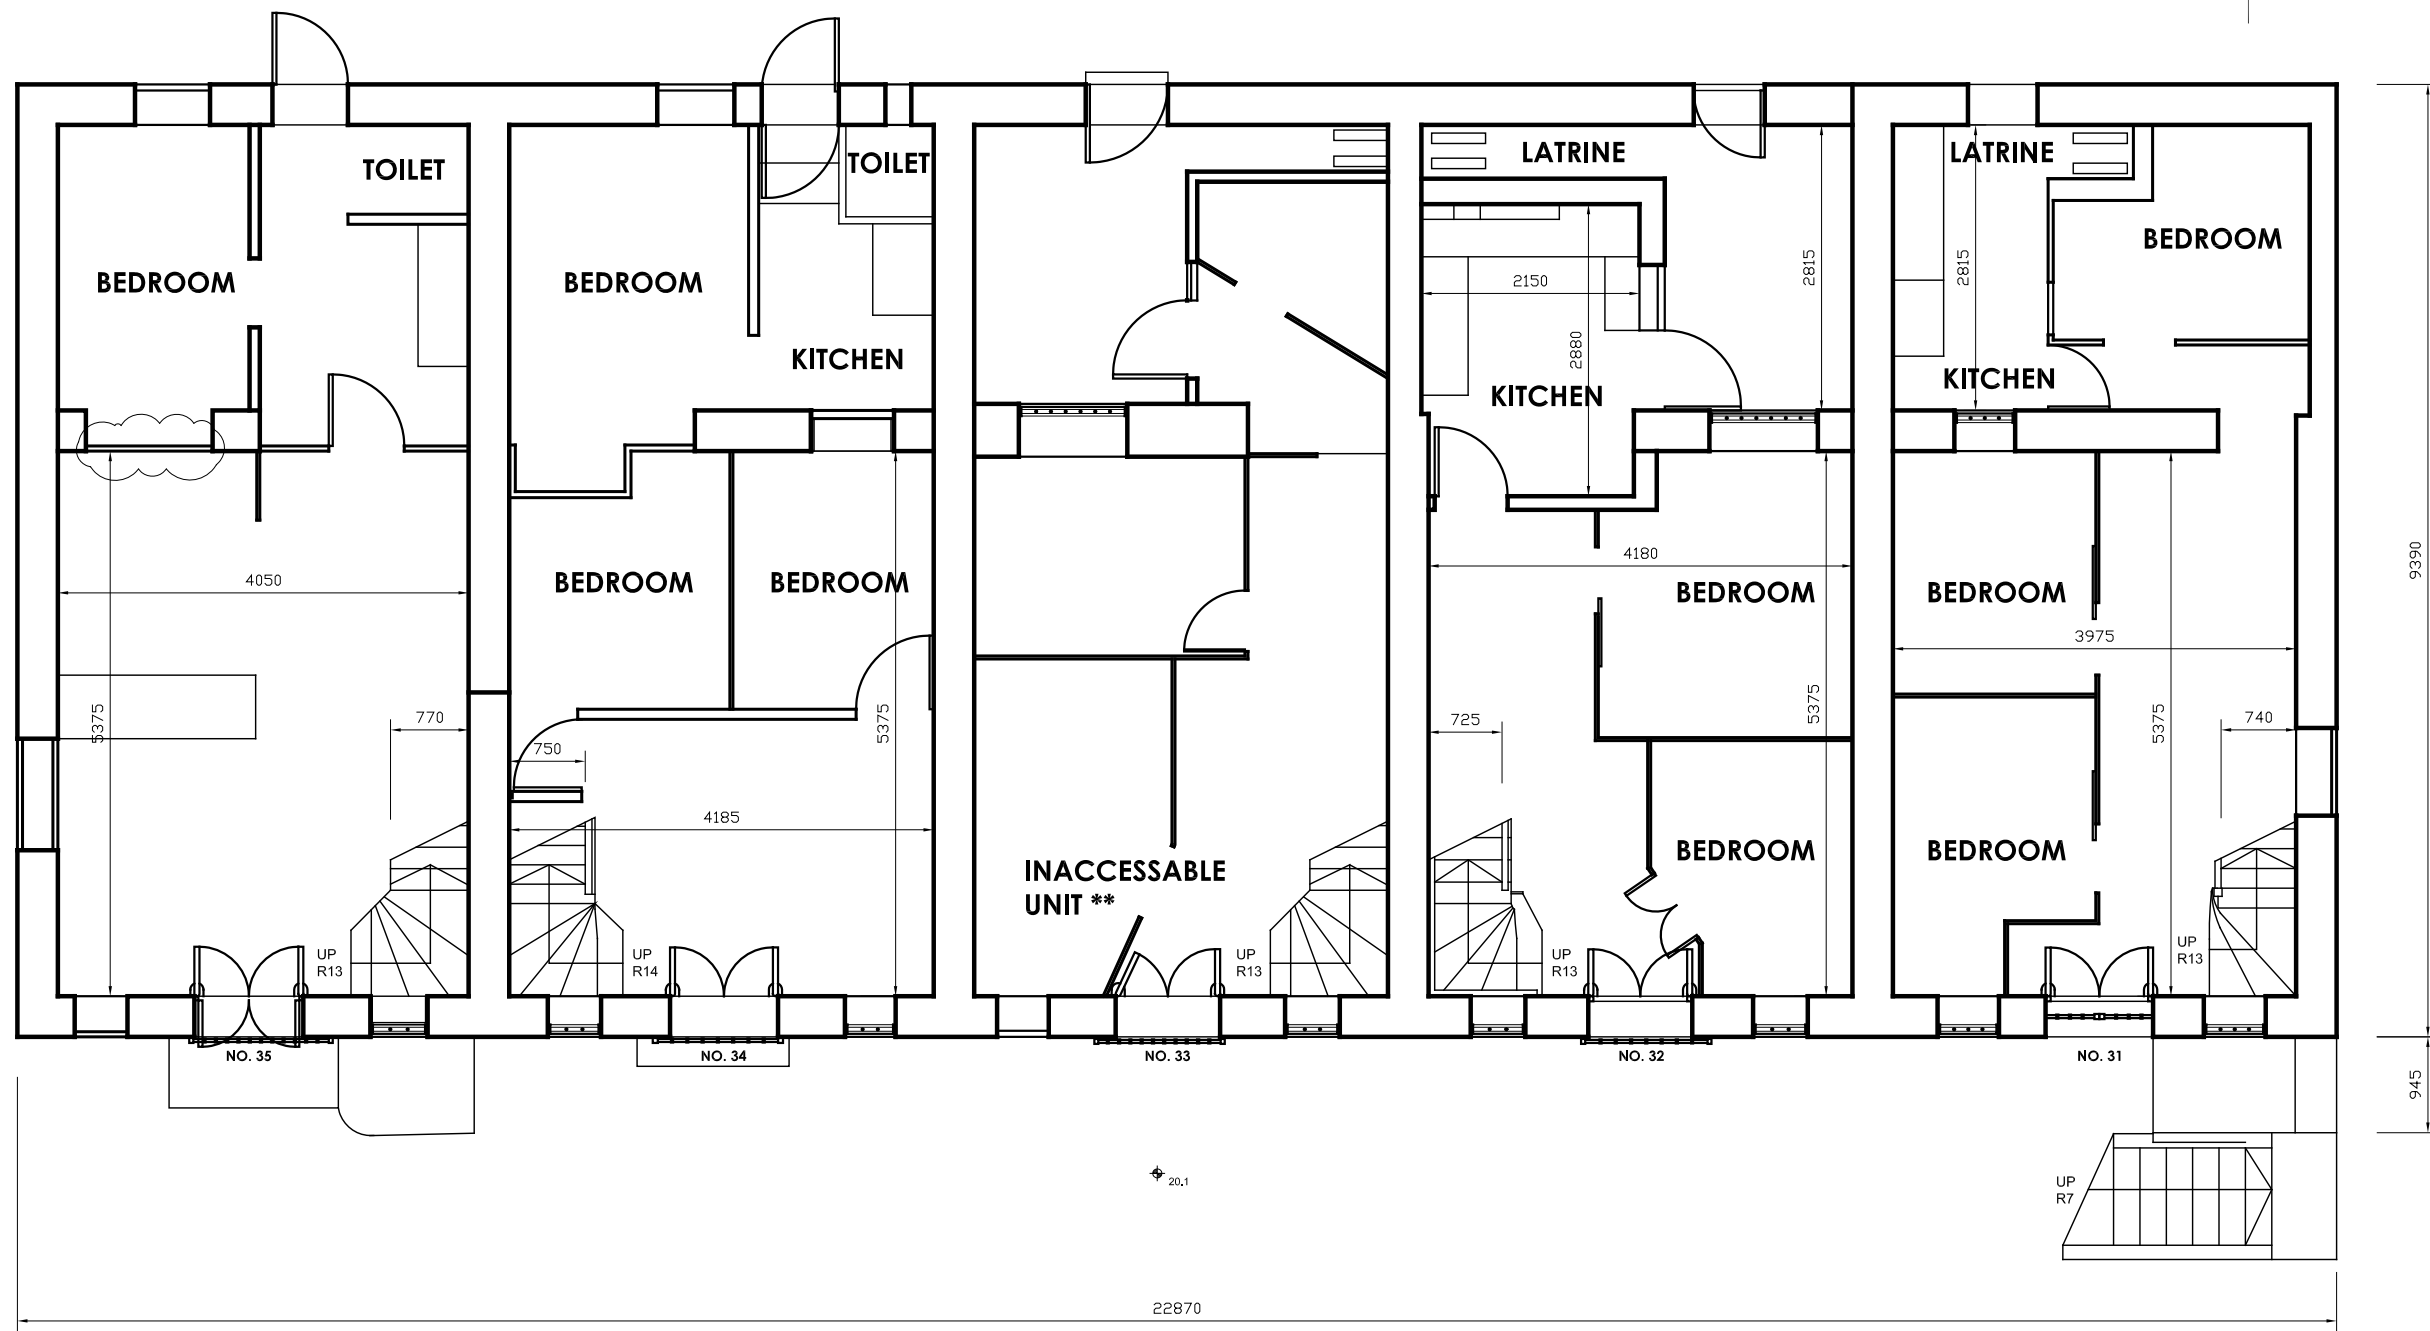 TOILET
TOILET
LATRINE
LATRINE
BEDROOM
BEDROOM
BEDROOM
2815
2815
2150
2880
KITCHEN
KITCHEN
KITCHEN
4050
BEDROOM
BEDROOM
4180
BEDROOM
BEDROOM
9390
3975
5375
770
750
5375
725
5375
5375
740
4185
INACCESSABLE
UNIT **
BEDROOM
BEDROOM
UP
R13
UP
R14
UP
R13
UP
R13
UP
R13
NO. 35
NO. 34
NO. 33
NO. 32
NO. 31
945
20.1
UP
R7
22870